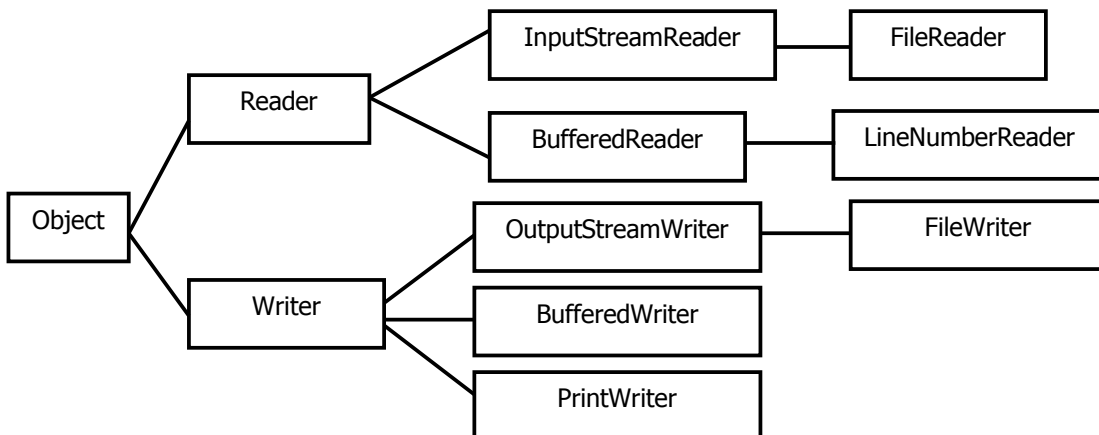 InputStreamReader
FileReader
Reader
BufferedReader
LineNumberReader
Object
OutputStreamWriter
FileWriter
Writer
BufferedWriter
PrintWriter